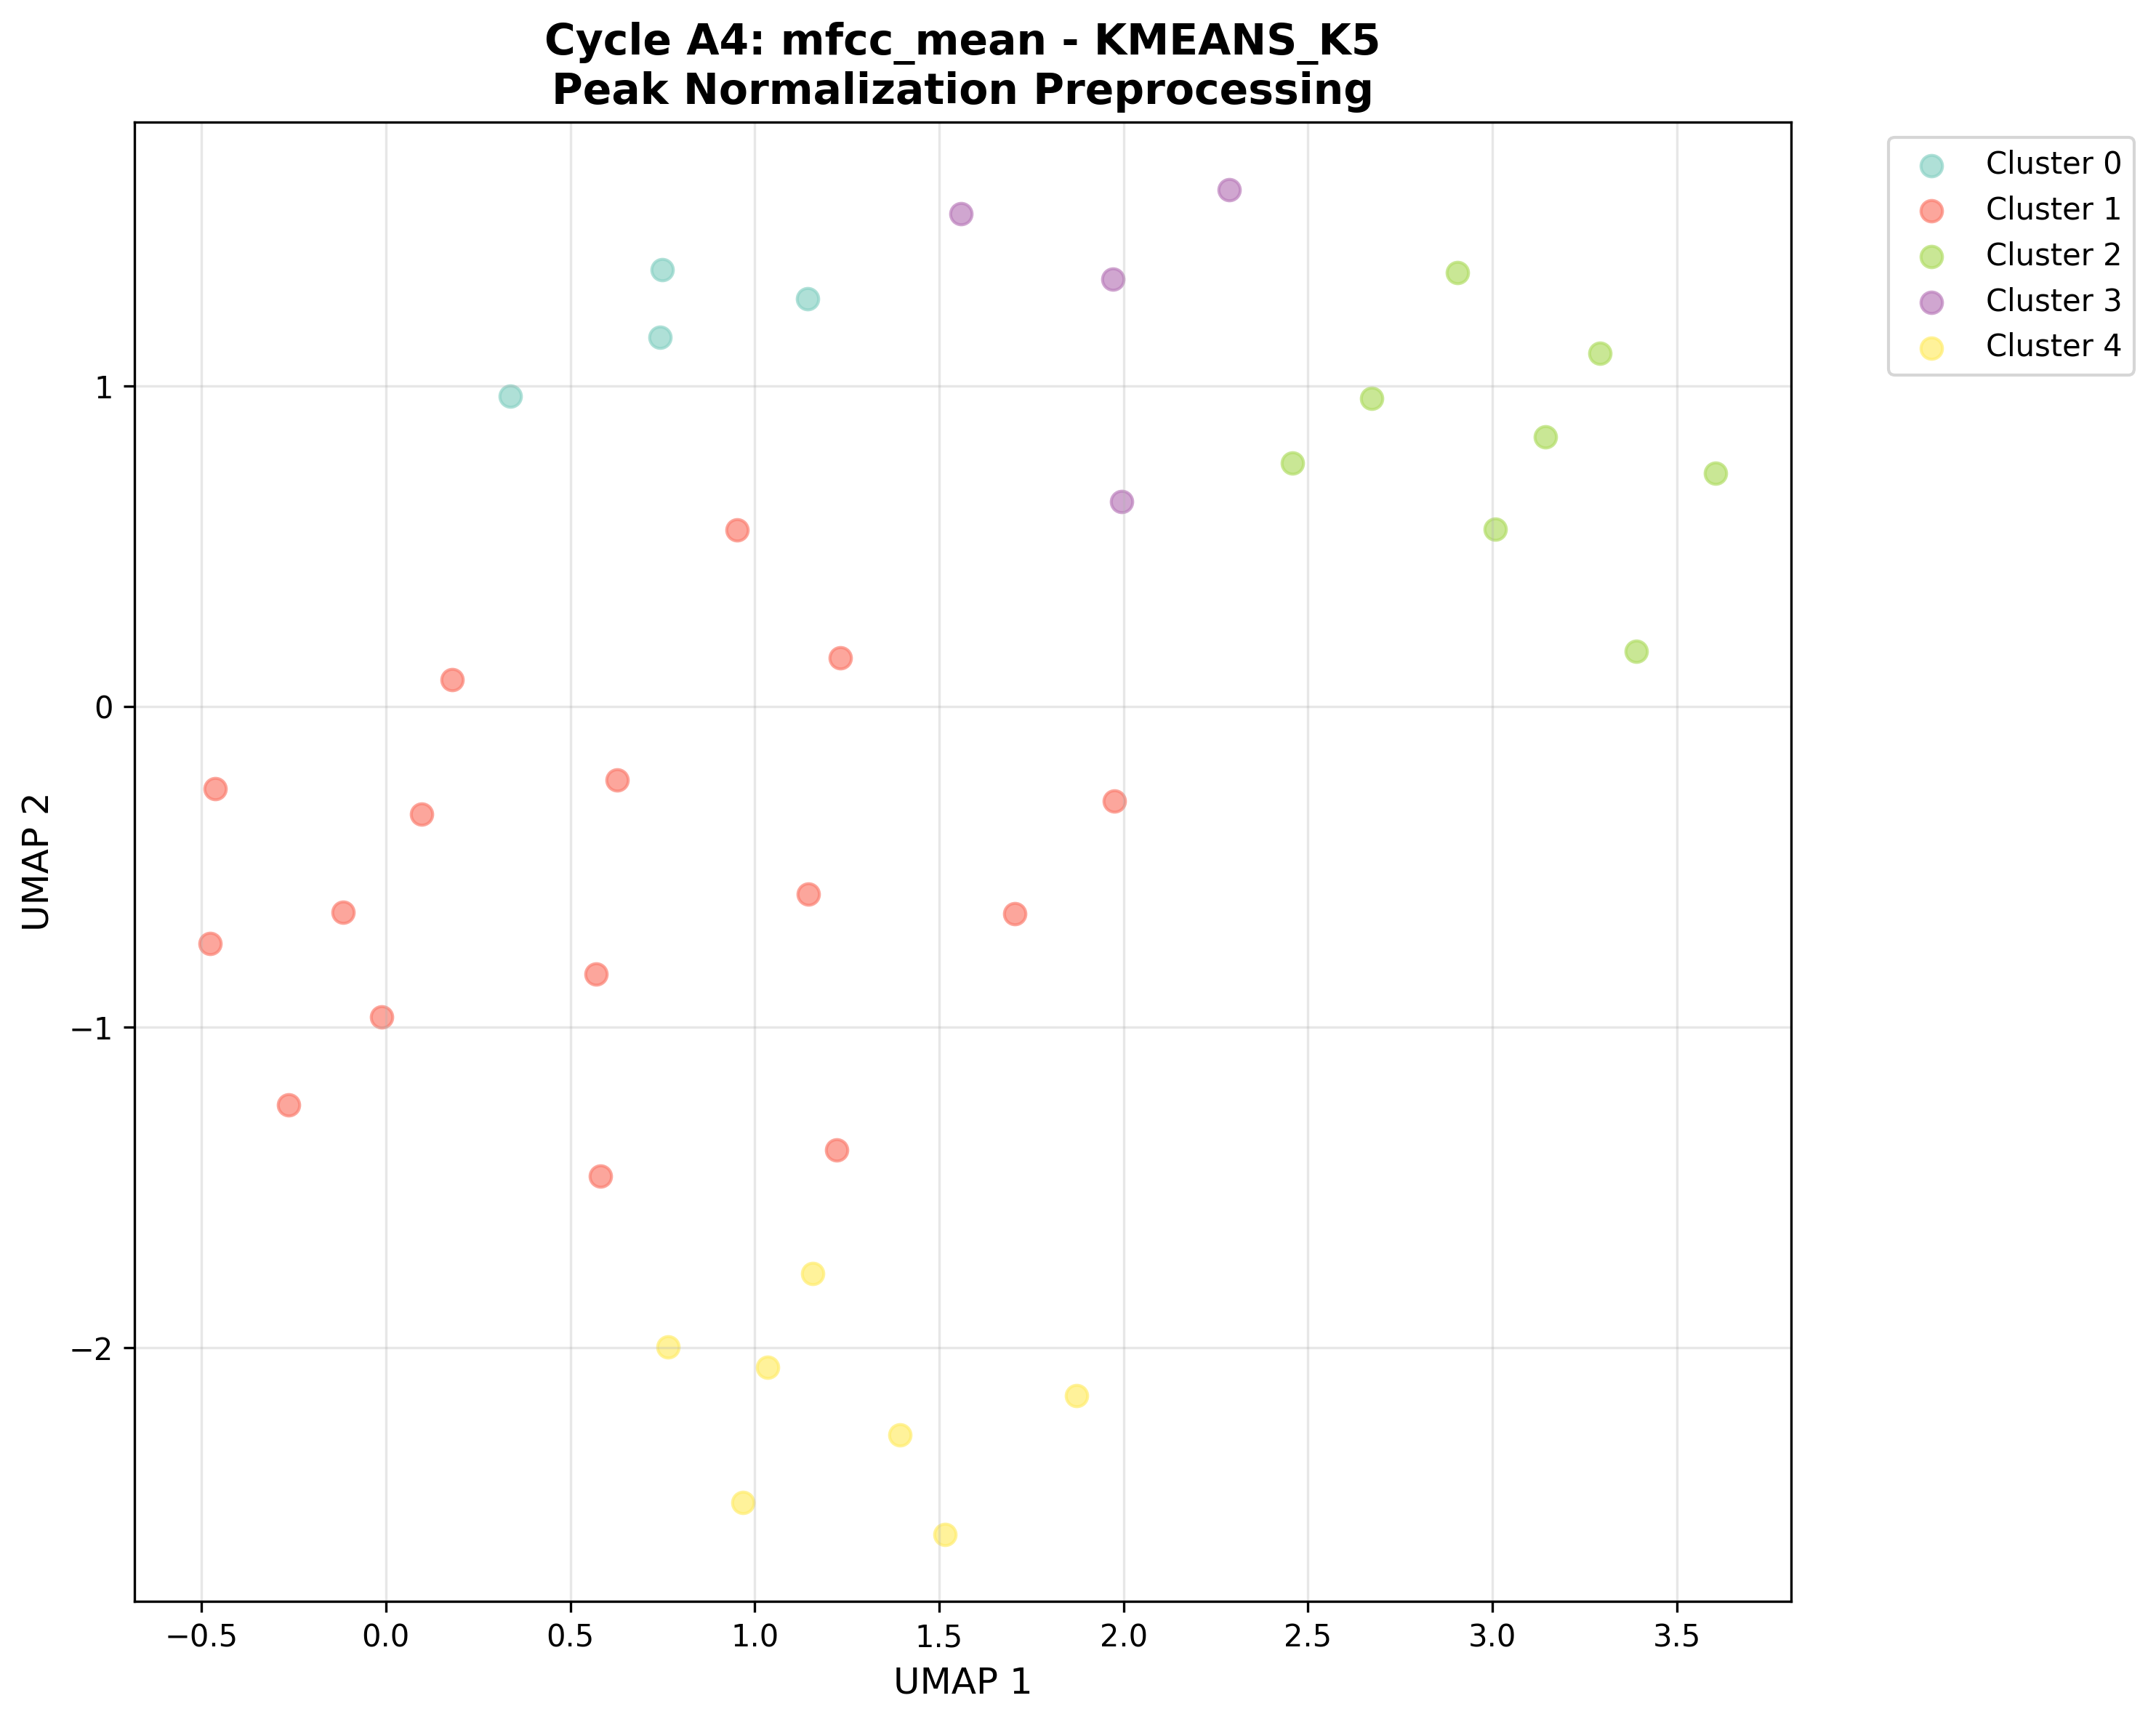 Cycle A4: mfcc_mean - KMEANS_K5
Peak Normalization Preprocessing
Cluster 0
Cluster 1
Cluster 2
Cluster 3
Cluster 4
UMAP 2
1
0
−1
−2
−0.5 0.0 0.5 1.0 1.5 2.0 2.5 3.0 3.5
UMAP 1